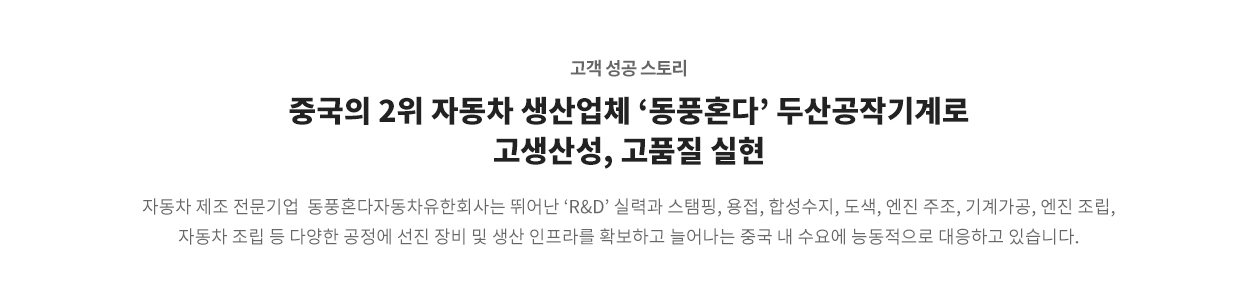 고객 성공 스토리
중국의 2위 자동차 생산업체 ‘동풍혼다’ 두산공작기계로
고생산성, 고품질 실현
자동차 제조 전문기업  동풍혼다자동차유한회사는 뛰어난 ‘R&D’ 실력과 스탬핑, 용접, 합성수지, 도색, 엔진 주조, 기계가공, 엔진 조립,
자동차 조립 등 다양한 공정에 선진 장비 및 생산 인프라를 확보하고 늘어나는 중국 내 수요에 능동적으로 대응하고 있습니다.